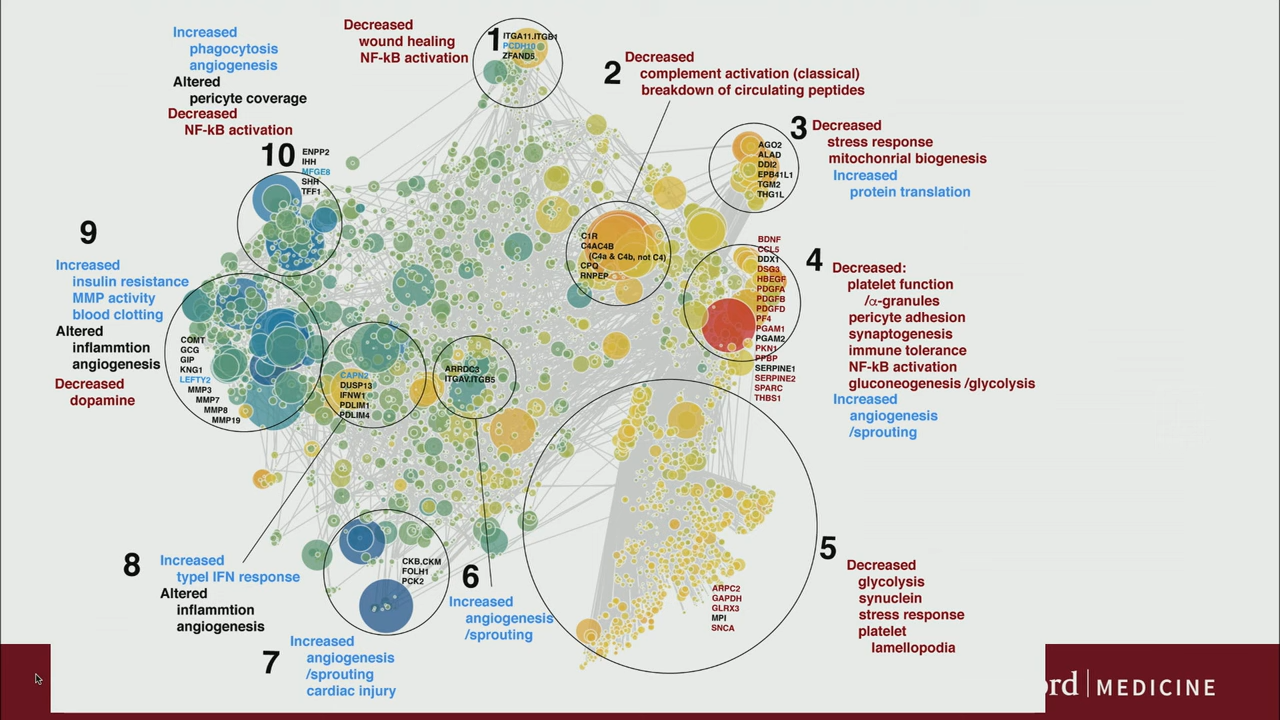 1
Decreased
wound healing
NF-kB activation
ITGA11.ITGB1
PCDH10
ZFAND5
2
Decreased
complement activation (classical)
breakdown of circulating peptides
C1R
C4AC4B
(C4a & C4b, not C4)
CPQ
RNPEP
3
Decreased
stress response
mitochonrial biogenesis
Increased
protein translation
AGO2
ALAD
DDI2
EPB41L1
TGM2
THG1L
4
Decreased:
platelet function
/α-granules
pericyte adhesion
synaptogenesis
immune tolerance
NF-kB activation
gluconeogenesis /glycolysis
Increased
angiogenesis
/sprouting
BDNF
CCL5
DDX1
DSG3
HBEGF
PDGFA
PDGFB
PDGFD
PF4
PGAM1
PGAM2
PKN1
PPBP
SERPINE1
SERPINE2
SPARC
THBS1
5
Decreased
glycolysis
synuclein
stress response
platelet
lamellopodia
ARPC2
GAPDH
GLRX3
MPI
SNCA
6
Increased
angiogenesis
/sprouting
ARRDC3
ITGAV.ITGB5
7
Increased
angiogenesis
/sprouting
cardiac injury
CKB.CKM
FOLH1
PCK2
8
Increased
typeI IFN response
Altered
inflammtion
angiogenesis
CAPN2
DUSP13
IFNW1
PDLIM1
PDLIM4
9
Increased
insulin resistance
MMP activity
blood clotting
Altered
inflammtion
angiogenesis
Decreased
dopamine
COMT
GCG
GIP
KNG1
LEFTY2
MMP3
MMP7
MMP8
MMP19
10
Increased
phagocytosis
angiogenesis
Altered
pericyte coverage
Decreased
NF-kB activation
ENPP2
IHH
MFGE8
SHH
TFF1
ord MEDICINE